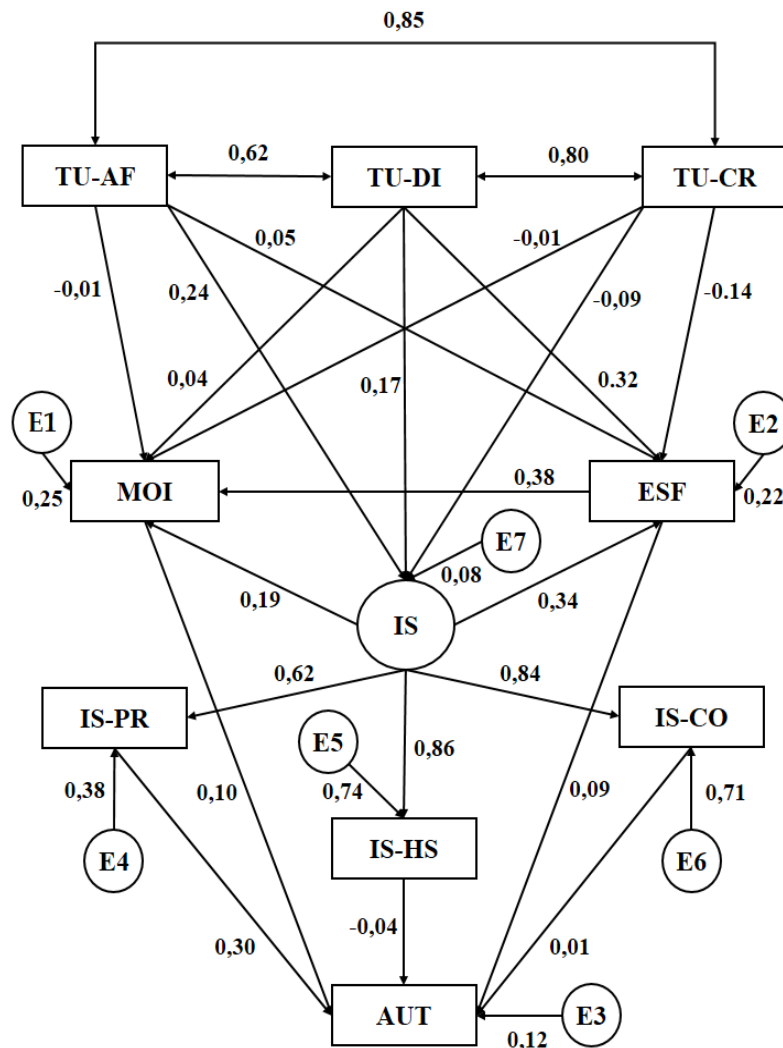 0,85
TU-AF
0,62
TU-DI
0,80
TU-CR
0,05
-0,01
-0,01
0,24
-0,09
-0.14
0,04
0,17
0.32
E1
E2
0,25
MOI
0,38
ESF
0,22
E7
0,08
0,19
IS
0,34
0,62
0,84
IS-PR
IS-CO
E5
0,86
0,38
0,10
0,74
0,09
0,71
E4
IS-HS
E6
0,30
-0,04
0,01
AUT
E3
0,12